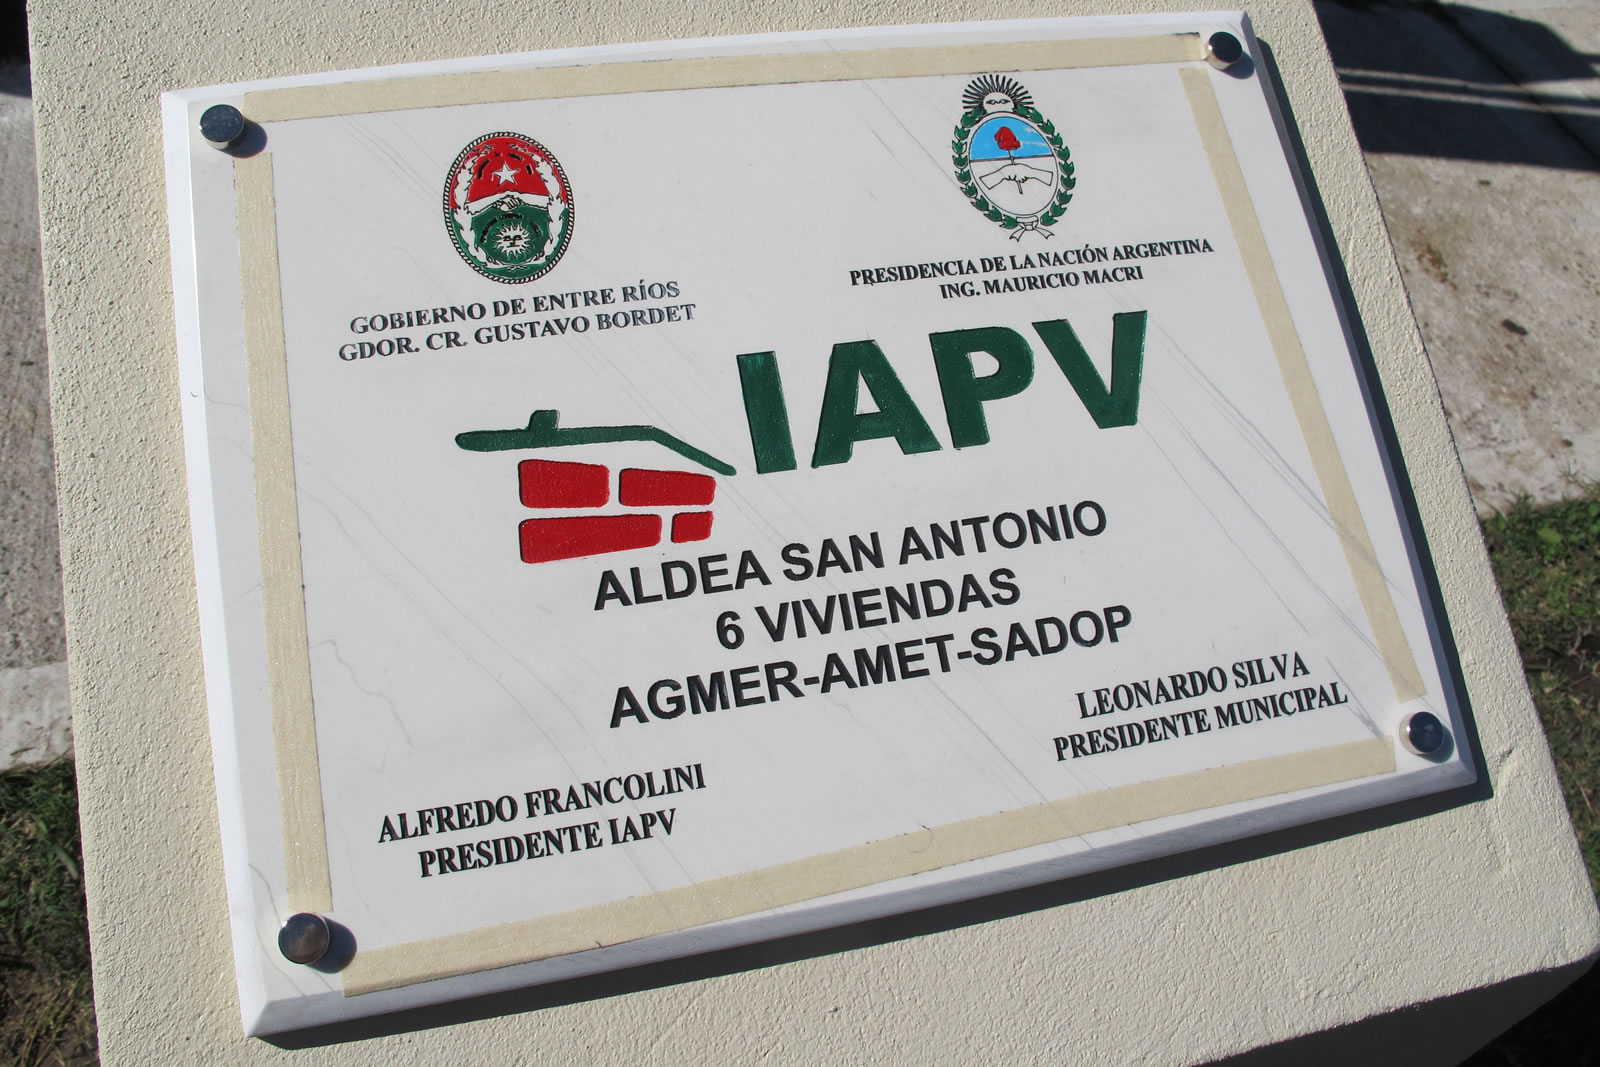 GOBIERNO DE ENTRE RÍOS
GDOR. CR. GUSTAVO BORDET
PRESIDENCIA DE LA NACIÓN ARGENTINA
ING. MAURICIO MACRI
IAPV
ALDEA SAN ANTONIO
6 VIVIENDAS
AGMER-AMET-SADOP
LEONARDO SILVA
PRESIDENTE MUNICIPAL
ALFREDO FRANCOLINI
PRESIDENTE IAPV